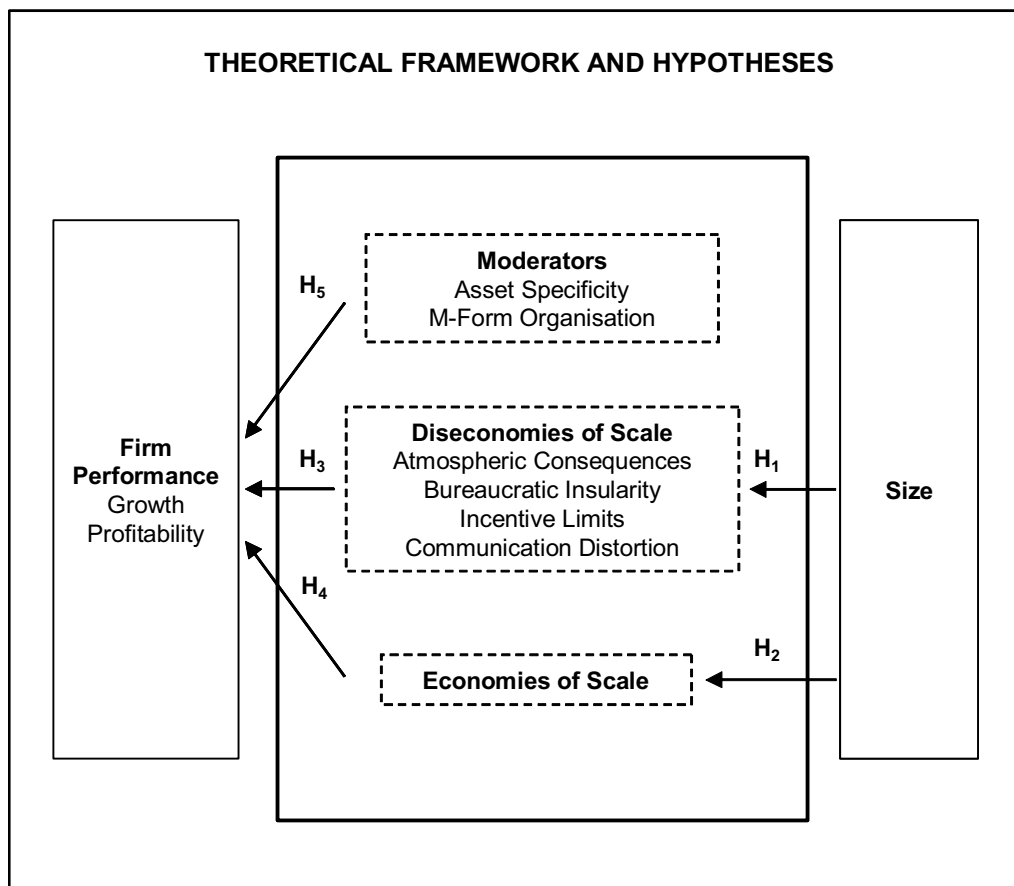 THEORETICAL FRAMEWORK AND HYPOTHESES
Moderators
Asset Specificity
M-Form Organisation
H₅
Firm
Performance
Growth
Profitability
H₃
Diseconomies of Scale
Atmospheric Consequences
Bureaucratic Insularity
Incentive Limits
Communication Distortion
H₁
Size
H₄
Economies of Scale
H₂